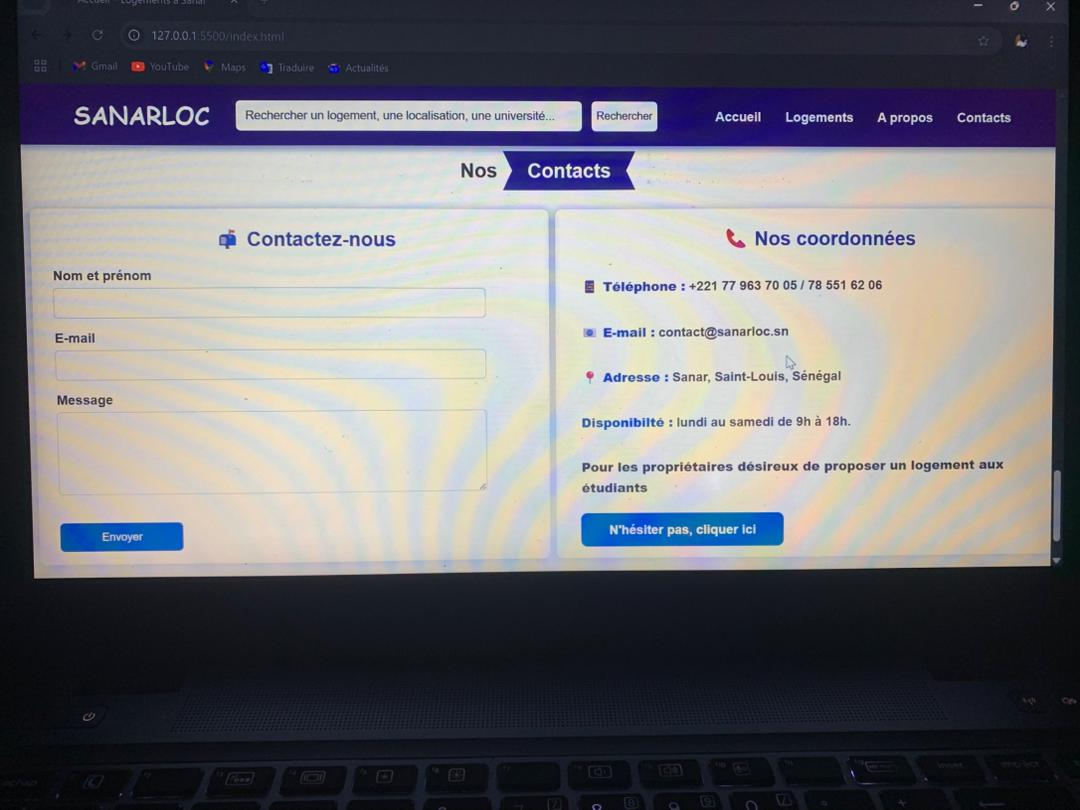 Accueil - Logements à Sanar
127.0.0.1:5500/index.html
Gmail YouTube Maps Traduire Actualités
SANARLOC Rechercher un logement, une localisation, une université... Rechercher Accueil Logements A propos Contacts
Nos Contacts
Contactez-nous
Nom et prénom
E-mail
Message
Envoyer
Nos coordonnées
Téléphone : +221 77 963 70 05 / 78 551 62 06
E-mail : contact@sanarloc.sn
Adresse : Sanar, Saint-Louis, Sénégal
Disponibilté : lundi au samedi de 9h à 18h.
Pour les propriétaires désireux de proposer un logement aux
étudiants
N'hésiter pas, cliquer ici